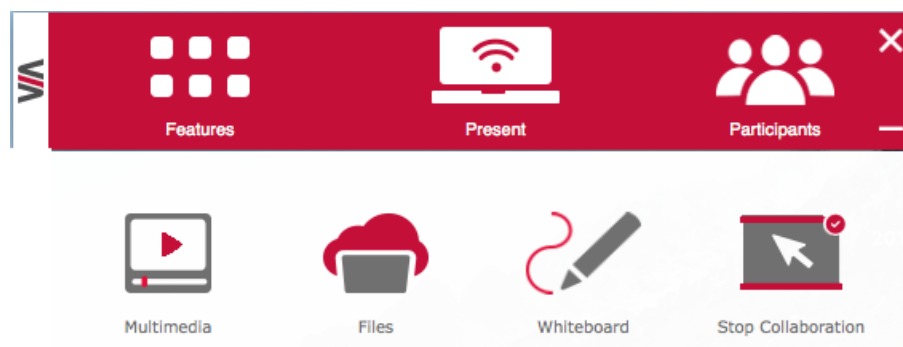 VIA
Features
Present
Participants
Multimedia
Files
Whiteboard
Stop Collaboration